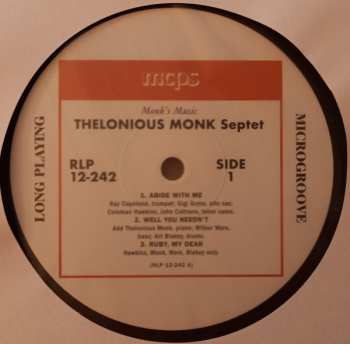 mcps
Monk's Music
THELONIOUS MONK Septet
RLP
12-242
SIDE
1
LONG PLAYING
MICROGROOVE
1. ABIDE WITH ME
Ray Copeland, trumpet; Gigi Gryce, alto sax;
Coleman Hawkins, John Coltrane, tenor saxes.
2. WELL YOU NEEDN'T
Add Thelonious Monk, piano; Wilbur Ware,
bass; Art Blakey, drums.
3. RUBY, MY DEAR
Hawkins, Monk, Ware, Blakey only
(RLP 12-242 A)